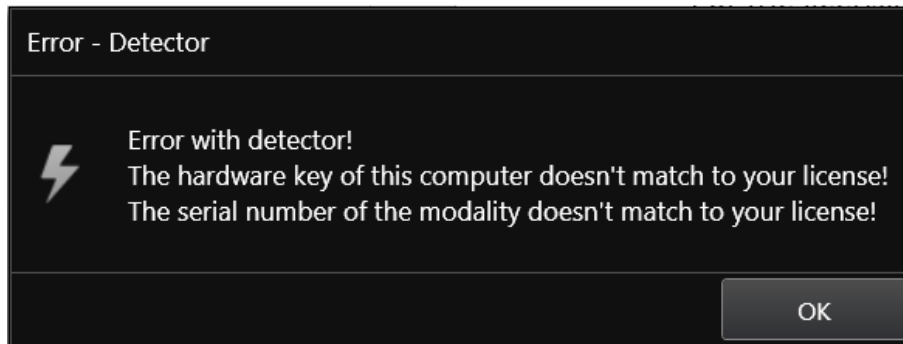 Error - Detector
Error with detector!
The hardware key of this computer doesn't match to your license!
The serial number of the modality doesn't match to your license!
OK